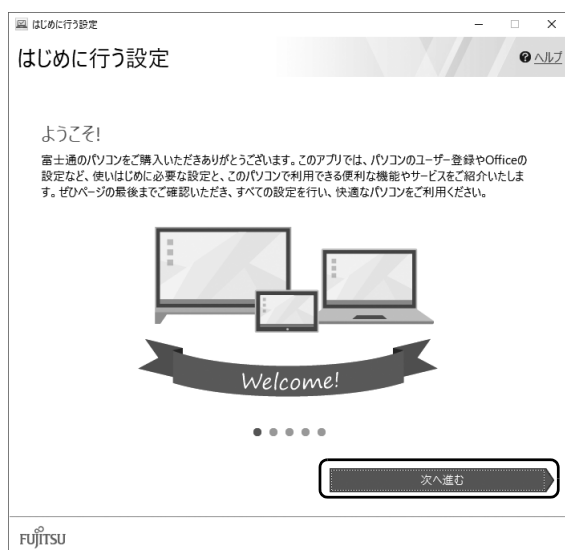 はじめに行う設定
はじめに行う設定
ヘルプ
ようこそ!
富士通のパソコンをご購入いただきありがとうございます。このアプリでは、パソコンのユーザー登録やOfficeの
設定など、使いはじめに必要な設定と、このパソコンで利用できる便利な機能やサービスをご紹介いたしま
す。ぜひページの最後までご確認いただき、すべての設定を行い、快適なパソコンをご利用ください。
Welcome!
次へ進む
FUJITSU